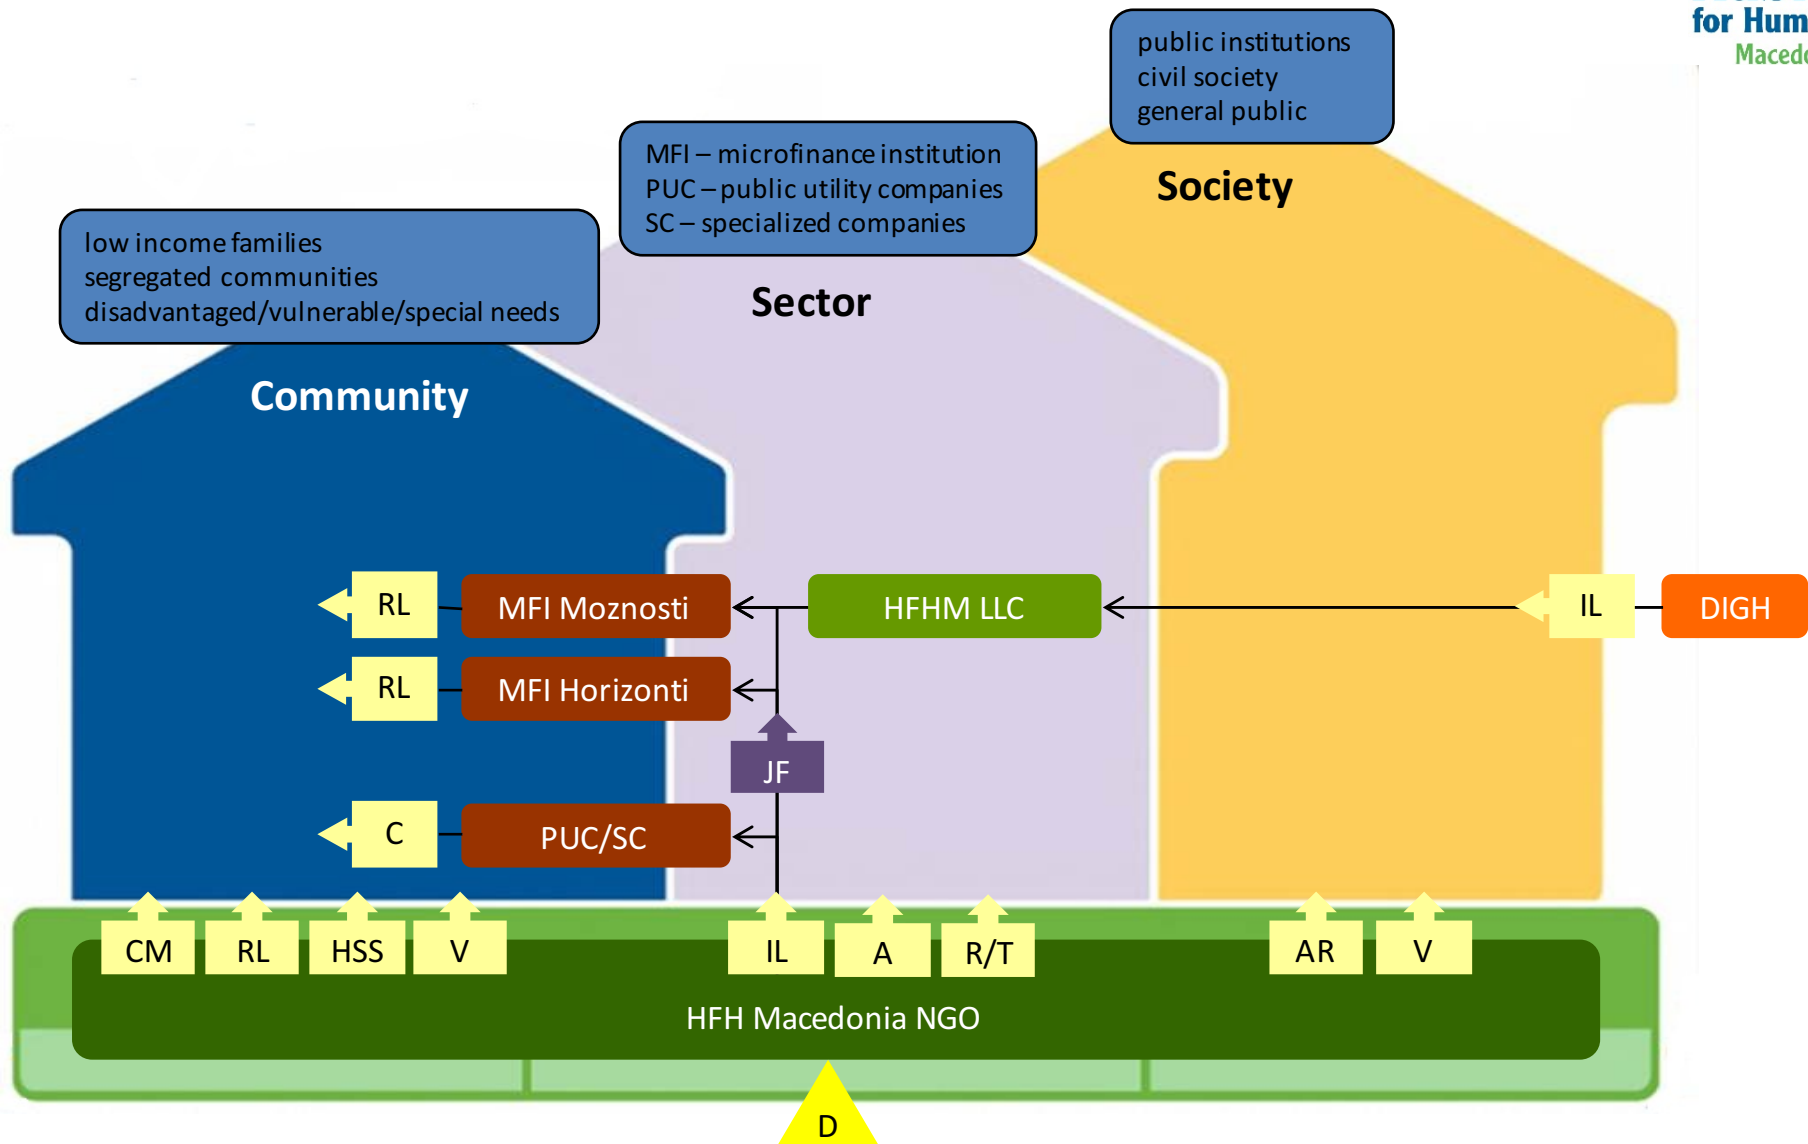 for Hum
Macedo
public institutions
civil society
general public
MFI – microfinance institution
PUC – public utility companies
SC – specialized companies
Society
low income families
segregated communities
disadvantaged/vulnerable/special needs
Sector
Community
RL
MFI Moznosti
HFHM LLC
IL
DIGH
RL
MFI Horizonti
JF
C
PUC/SC
CM
RL
HSS
V
IL
A
R/T
AR
V
HFH Macedonia NGO
D